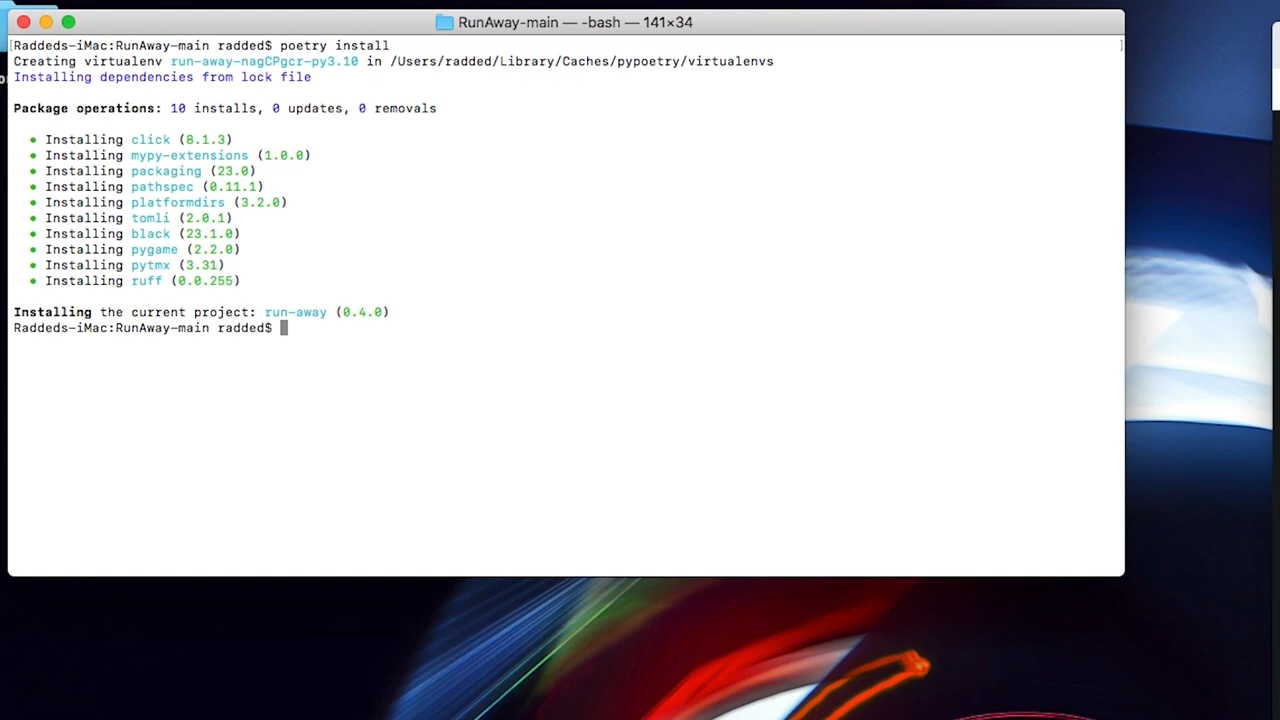 RunAway-main — -bash — 141×34
[Raddeds-iMac:RunAway-main radded$ poetry install ]
Creating virtualenv run-away-nagCPgcr-py3.10 in /Users/radded/Library/Caches/pypoetry/virtualenvs
Installing dependencies from lock file
Package operations: 10 installs, 0 updates, 0 removals
• Installing click (8.1.3)
• Installing mypy-extensions (1.0.0)
• Installing packaging (23.0)
• Installing pathspec (0.11.1)
• Installing platformdirs (3.2.0)
• Installing tomli (2.0.1)
• Installing black (23.1.0)
• Installing pygame (2.2.0)
• Installing pytmx (3.31)
• Installing ruff (0.0.255)
Installing the current project: run-away (0.4.0)
Raddeds-iMac:RunAway-main radded$